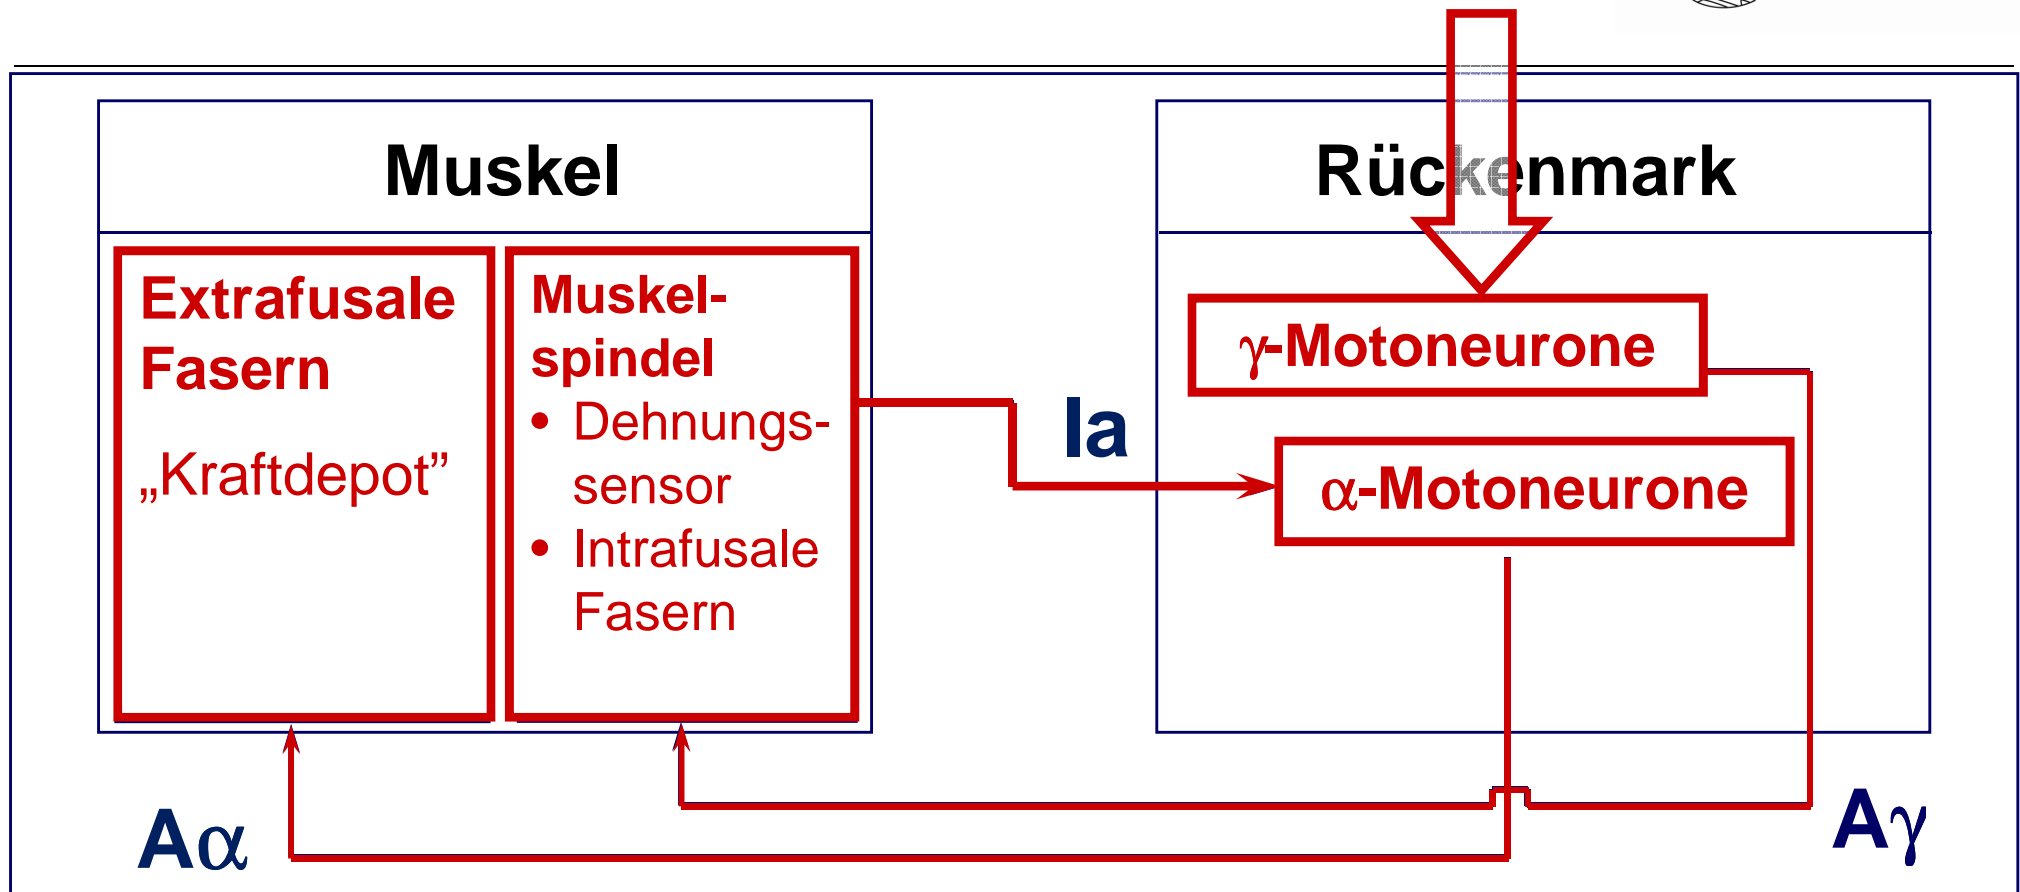 Muskel
Extrafusale
Fasern
„Kraftdepot”
Muskel-
spindel
• Dehnungs-
sensor
• Intrafusale
Fasern
Ia
Rückenmark
γ-Motoneurone
α-Motoneurone
Aα
Aγ